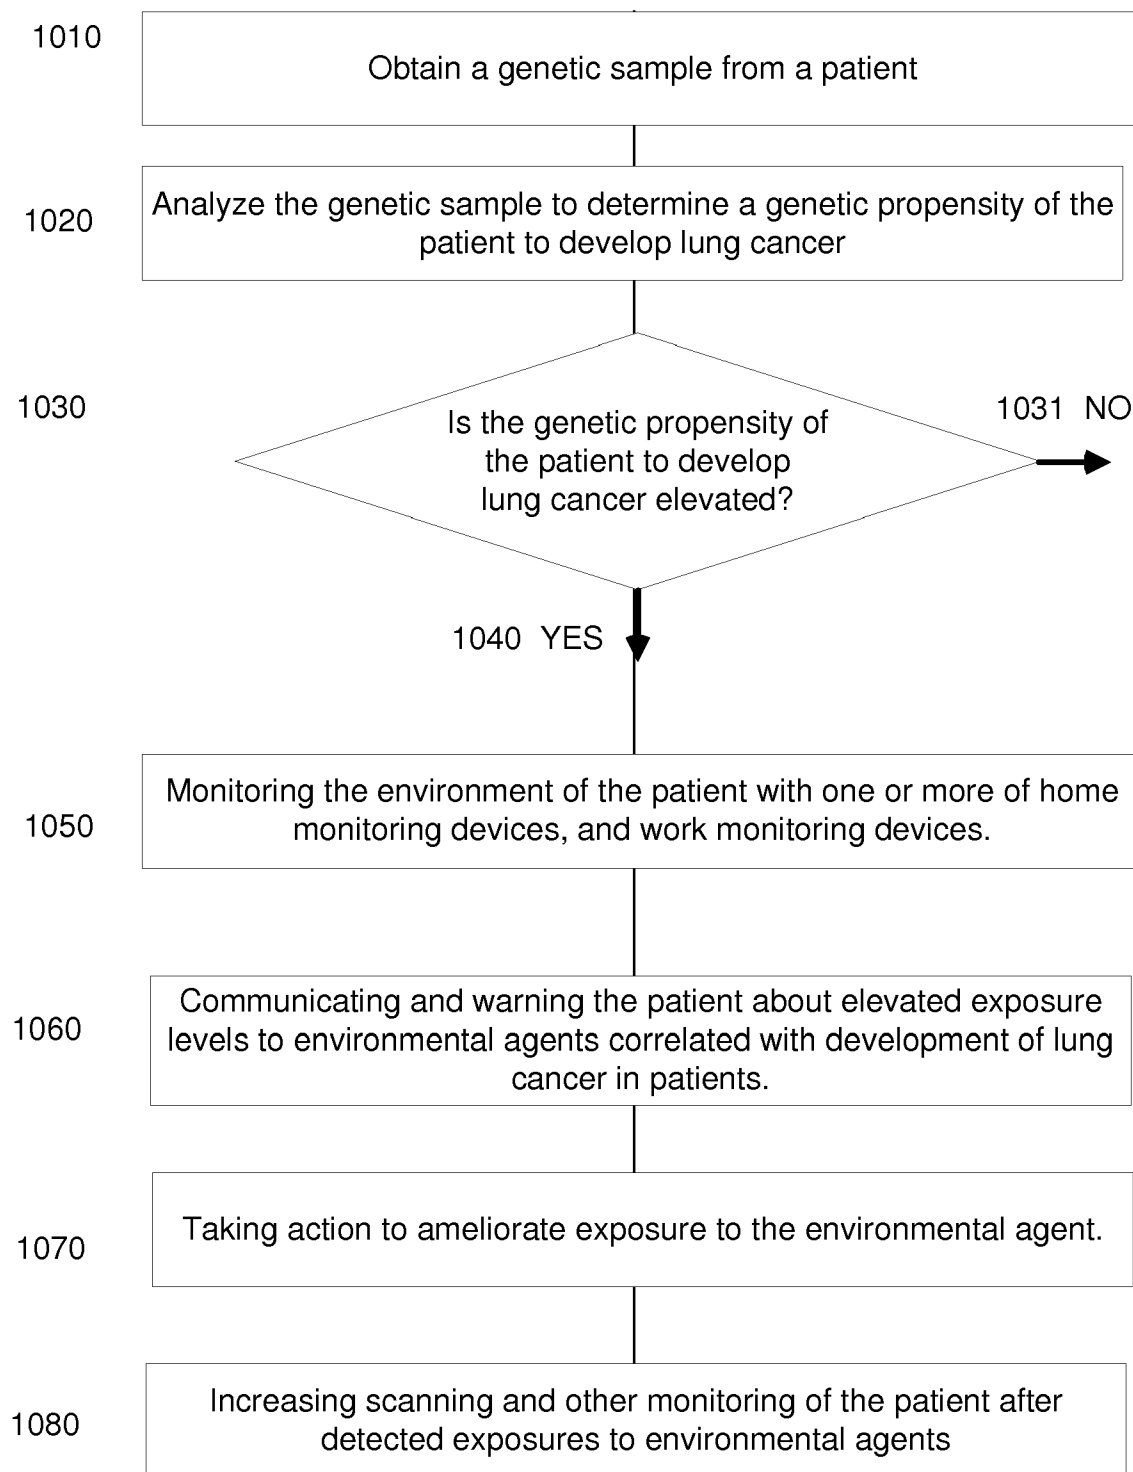 1010
Obtain a genetic sample from a patient
1020
Analyze the genetic sample to determine a genetic propensity of the
patient to develop lung cancer
1030
Is the genetic propensity of
the patient to develop
lung cancer elevated?
1031 NO
1040 YES
1050
Monitoring the environment of the patient with one or more of home
monitoring devices, and work monitoring devices.
1060
Communicating and warning the patient about elevated exposure
levels to environmental agents correlated with development of lung
cancer in patients.
1070
Taking action to ameliorate exposure to the environmental agent.
1080
Increasing scanning and other monitoring of the patient after
detected exposures to environmental agents